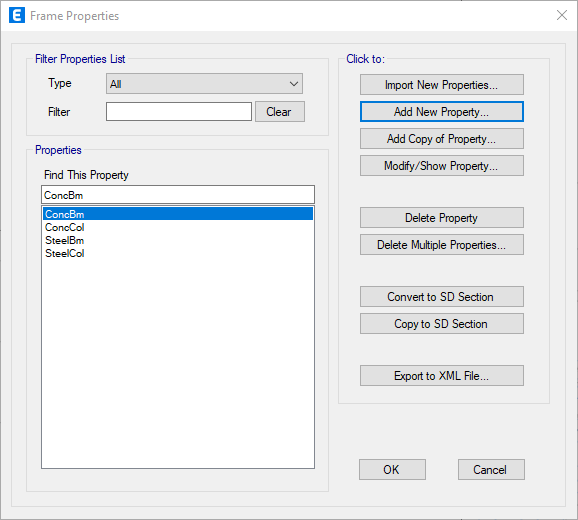 E Frame Properties
Filter Properties List
Type All
Filter Clear
Properties
Find This Property
ConcBm
ConcBm
ConcCol
SteelBm
SteelCol
Click to:
Import New Properties...
Add New Property...
Add Copy of Property...
Modify/Show Property...
Delete Property
Delete Multiple Properties...
Convert to SD Section
Copy to SD Section
Export to XML File...
OK Cancel